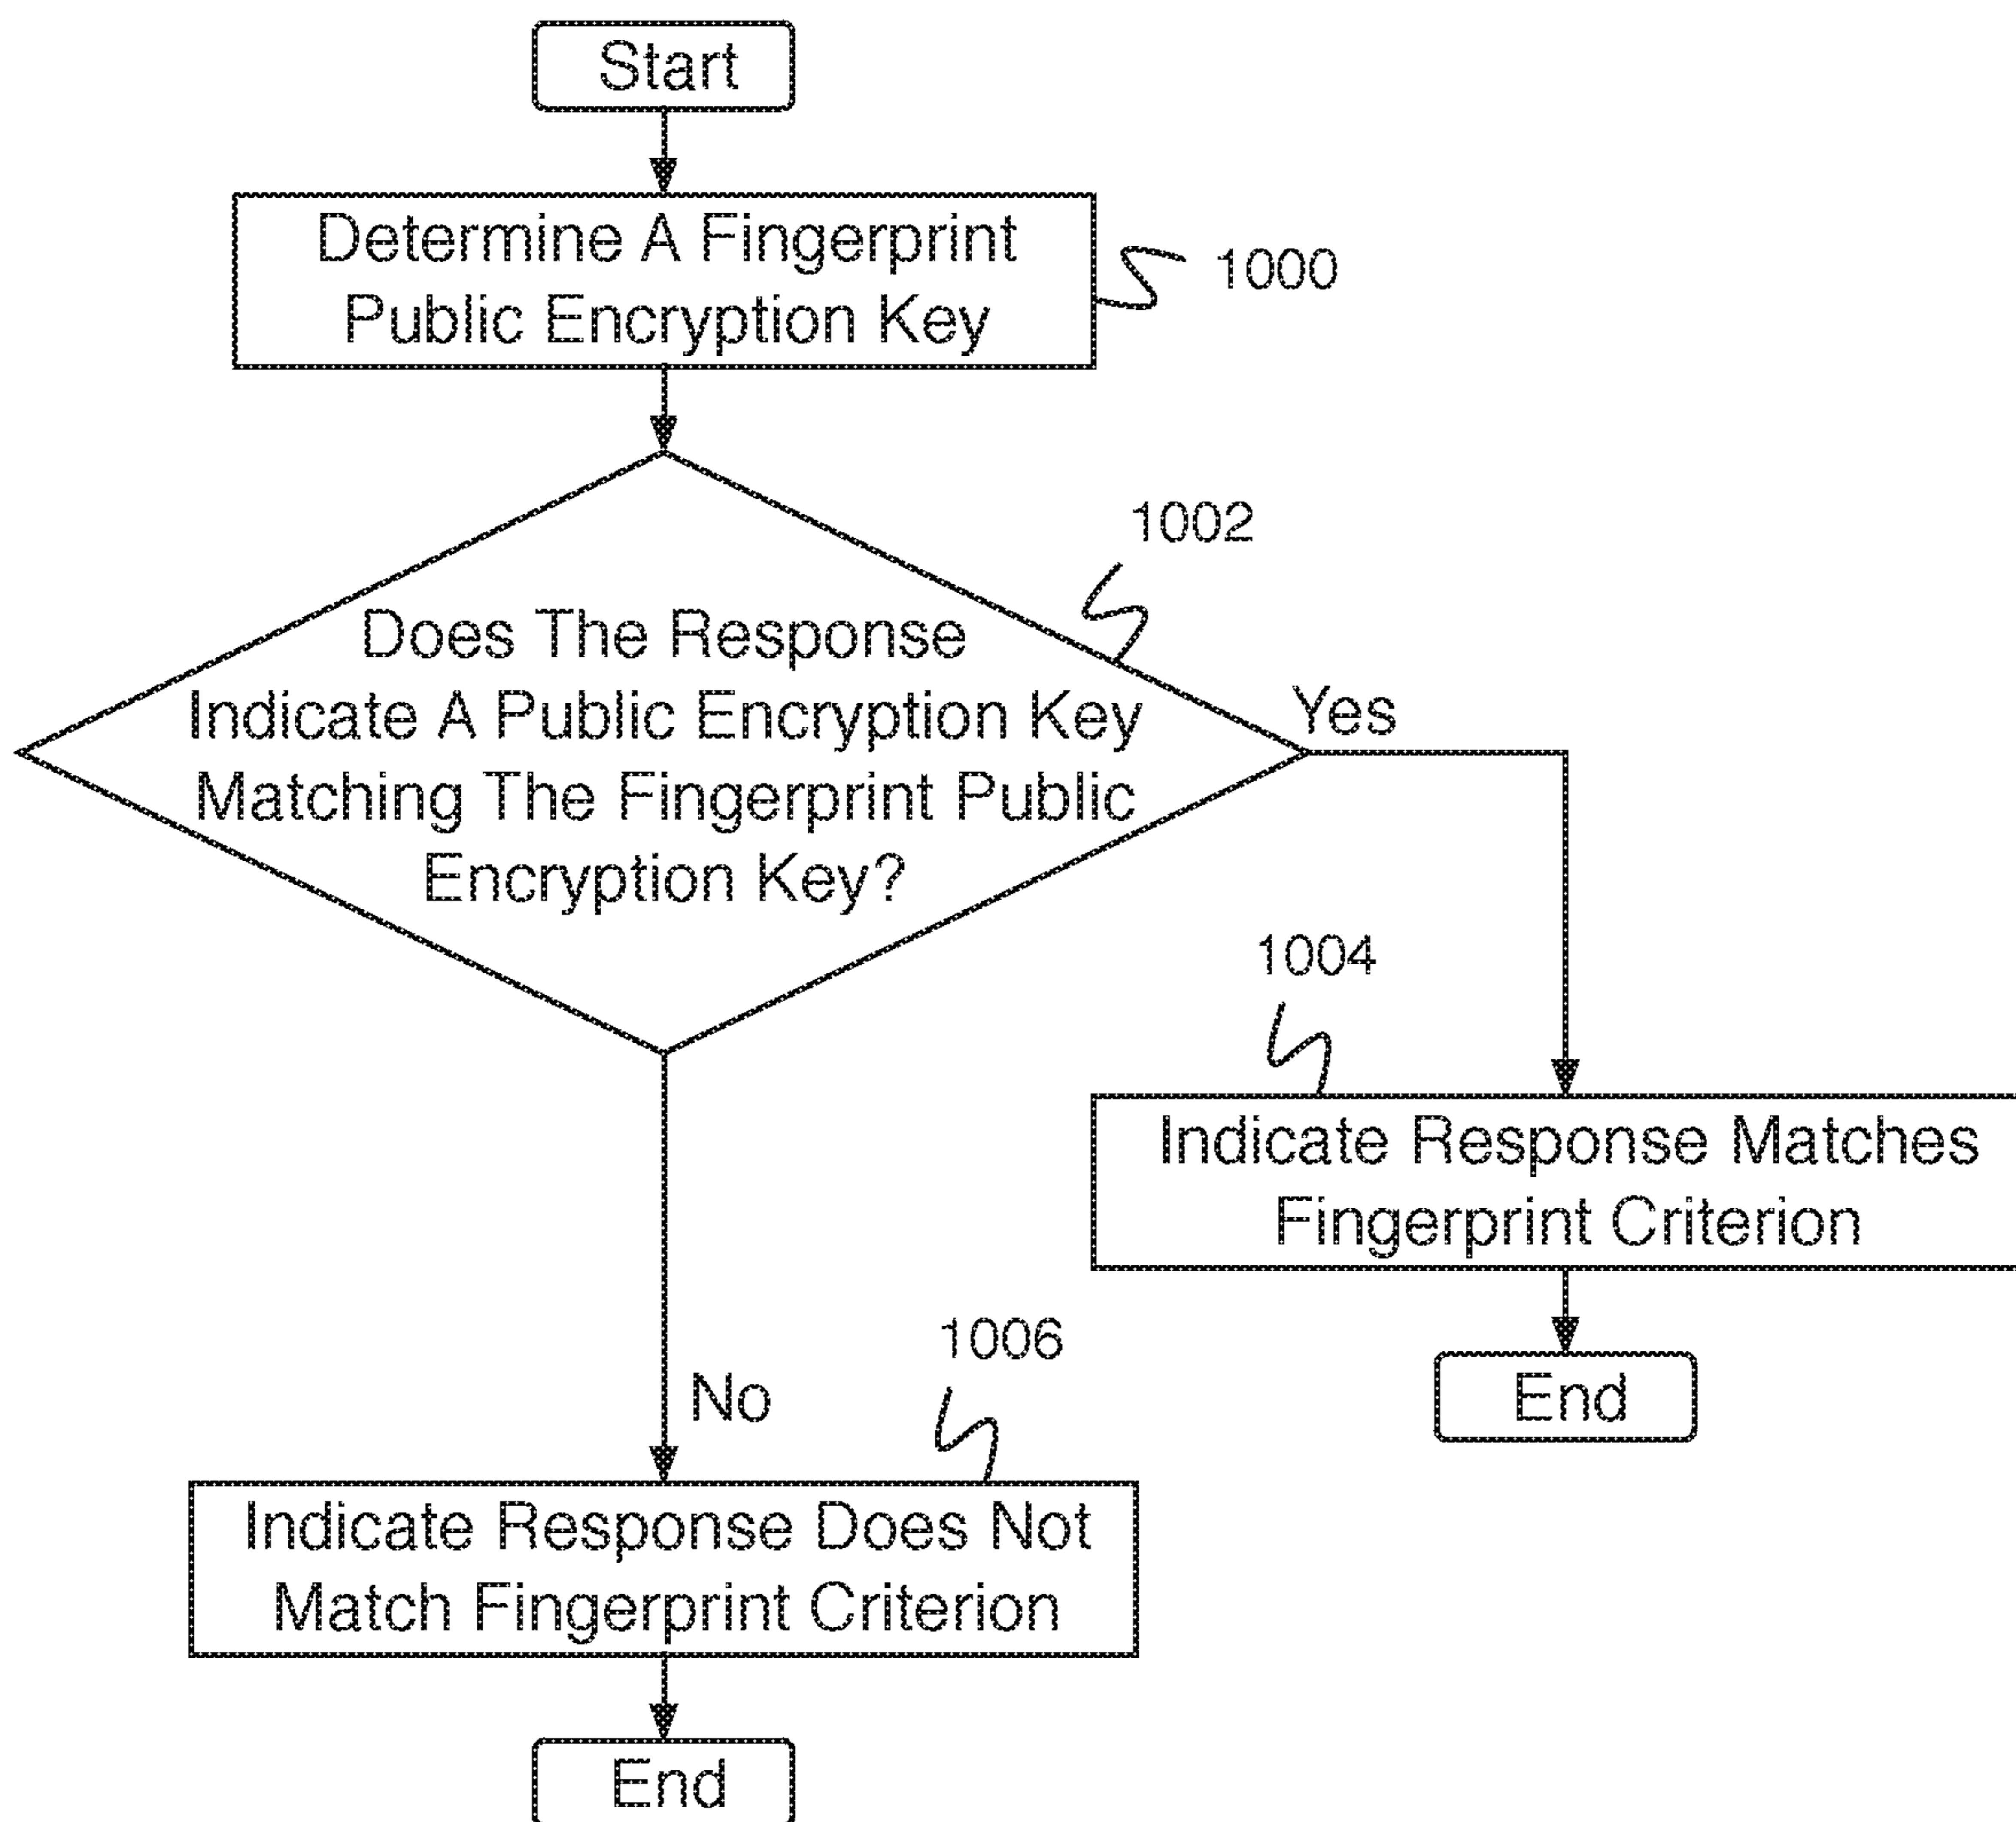 Start
Determine A Fingerprint
Public Encryption Key
1000
1002
Does The Response
Indicate A Public Encryption Key
Matching The Fingerprint Public
Encryption Key?
Yes
1004
Indicate Response Matches
Fingerprint Criterion
End
1006
No
Indicate Response Does Not
Match Fingerprint Criterion
End